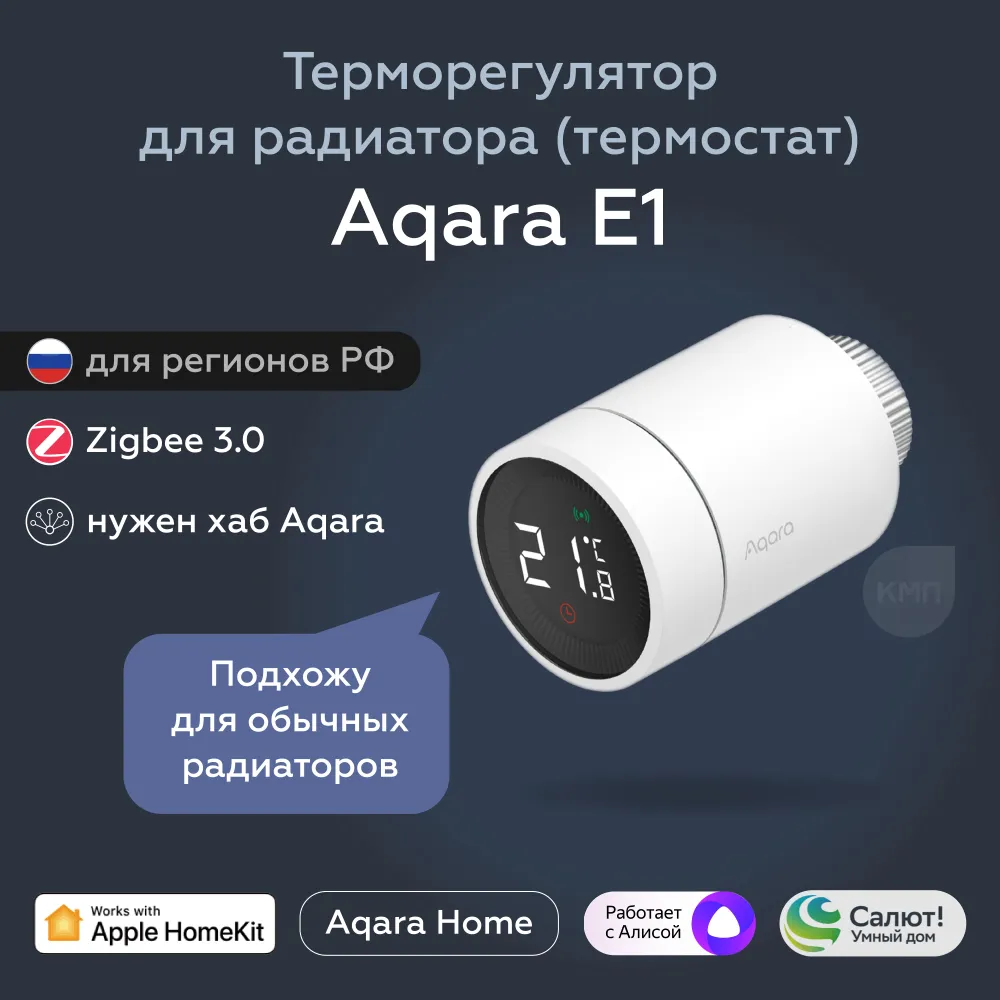 Терморегулятор
для радиатора (термостат)
Aqara E1
для регионов РФ
Zigbee 3.0
нужен хаб Aqara
Aqara
21.8
КМП
Подхожу
для обычных
радиаторов
Works with
Apple HomeKit
Aqara Home
Работает
с Алисой
Салют!
Умный дом